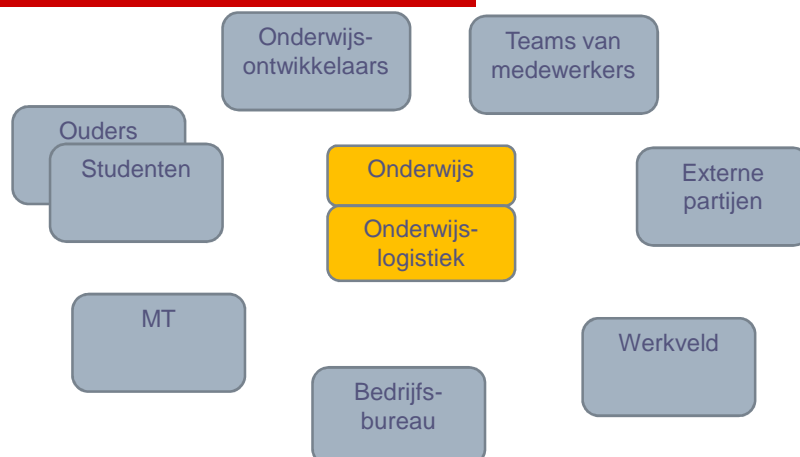 Onderwijs-
ontwikkelaars
Teams van
medewerkers
Ouders
Studenten
Onderwijs
Onderwijs-
logistiek
Externe
partijen
MT
Werkveld
Bedrijfs-
bureau